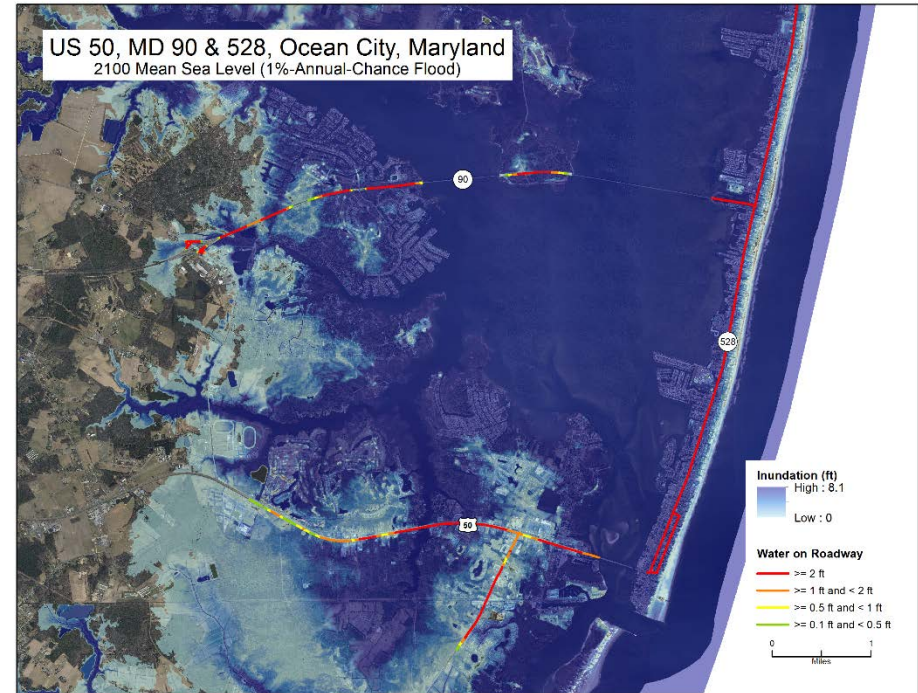 US 50, MD 90 & 528, Ocean City, Maryland
2100 Mean Sea Level (1%-Annual-Chance Flood)
90
528
50
Inundation (ft)
High : 8.1
Low : 0
Water on Roadway
>= 2 ft
>= 1 ft and < 2 ft
>= 0.5 ft and < 1 ft
>= 0.1 ft and < 0.5 ft
0 1
Miles